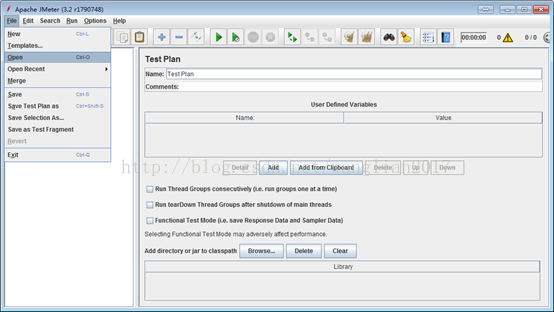 Apache JMeter (3.2 r1790748)
File Edit Search Run Options Help
New Ctrl-L
Templates...
Open Ctrl-O
Open Recent
Merge
Save Ctrl-S
Save Test Plan as Ctrl+Shift-S
Save Selection As...
Save as Test Fragment
Revert
Exit Ctrl-Q
00:00:00 0 0 / 0
Test Plan
Name: Test Plan
Comments:
User Defined Variables
Name: Value
Detail Add Add from Clipboard Delete Up Down
Run Thread Groups consecutively (i.e. run groups one at a time)
Run tearDown Thread Groups after shutdown of main threads
Functional Test Mode (i.e. save Response Data and Sampler Data)
Selecting Functional Test Mode may adversely affect performance.
Add directory or jar to classpath Browse... Delete Clear
Library